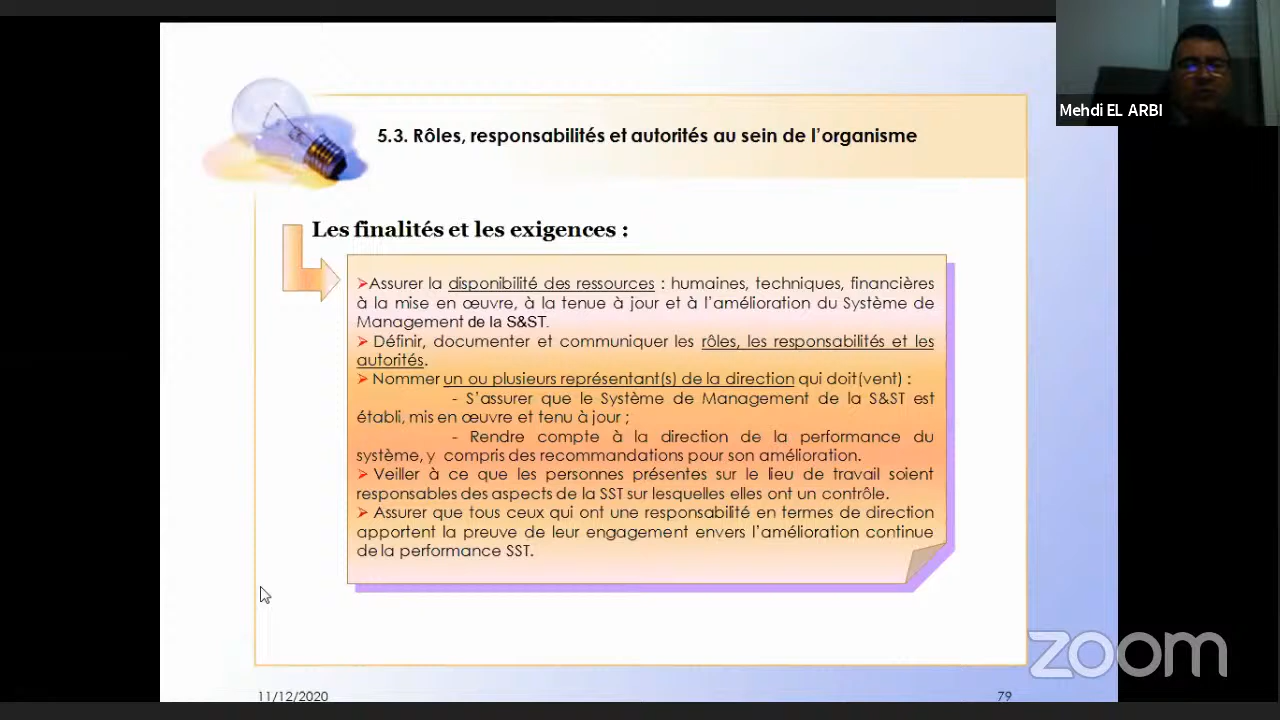 Mehdi EL ARBI
5.3. Rôles, responsabilités et autorités au sein de l'organisme
Les finalités et les exigences :
➢Assurer la disponibilité des ressources : humaines, techniques, financières
à la mise en œuvre, à la tenue à jour et à l'amélioration du Système de
Management de la S&ST.
➢ Définir, documenter et communiquer les rôles, les responsabilités et les
autorités.
➢ Nommer un ou plusieurs représentant(s) de la direction qui doit(vent) :
- S'assurer que le Système de Management de la S&ST est
établi, mis en œuvre et tenu à jour ;
- Rendre compte à la direction de la performance du
système, y compris des recommandations pour son amélioration.
➢ Veiller à ce que les personnes présentes sur le lieu de travail soient
responsables des aspects de la SST sur lesquelles elles ont un contrôle.
➢ Assurer que tous ceux qui ont une responsabilité en termes de direction
apportent la preuve de leur engagement envers l'amélioration continue
de la performance SST.
zoom
11/12/2020
79